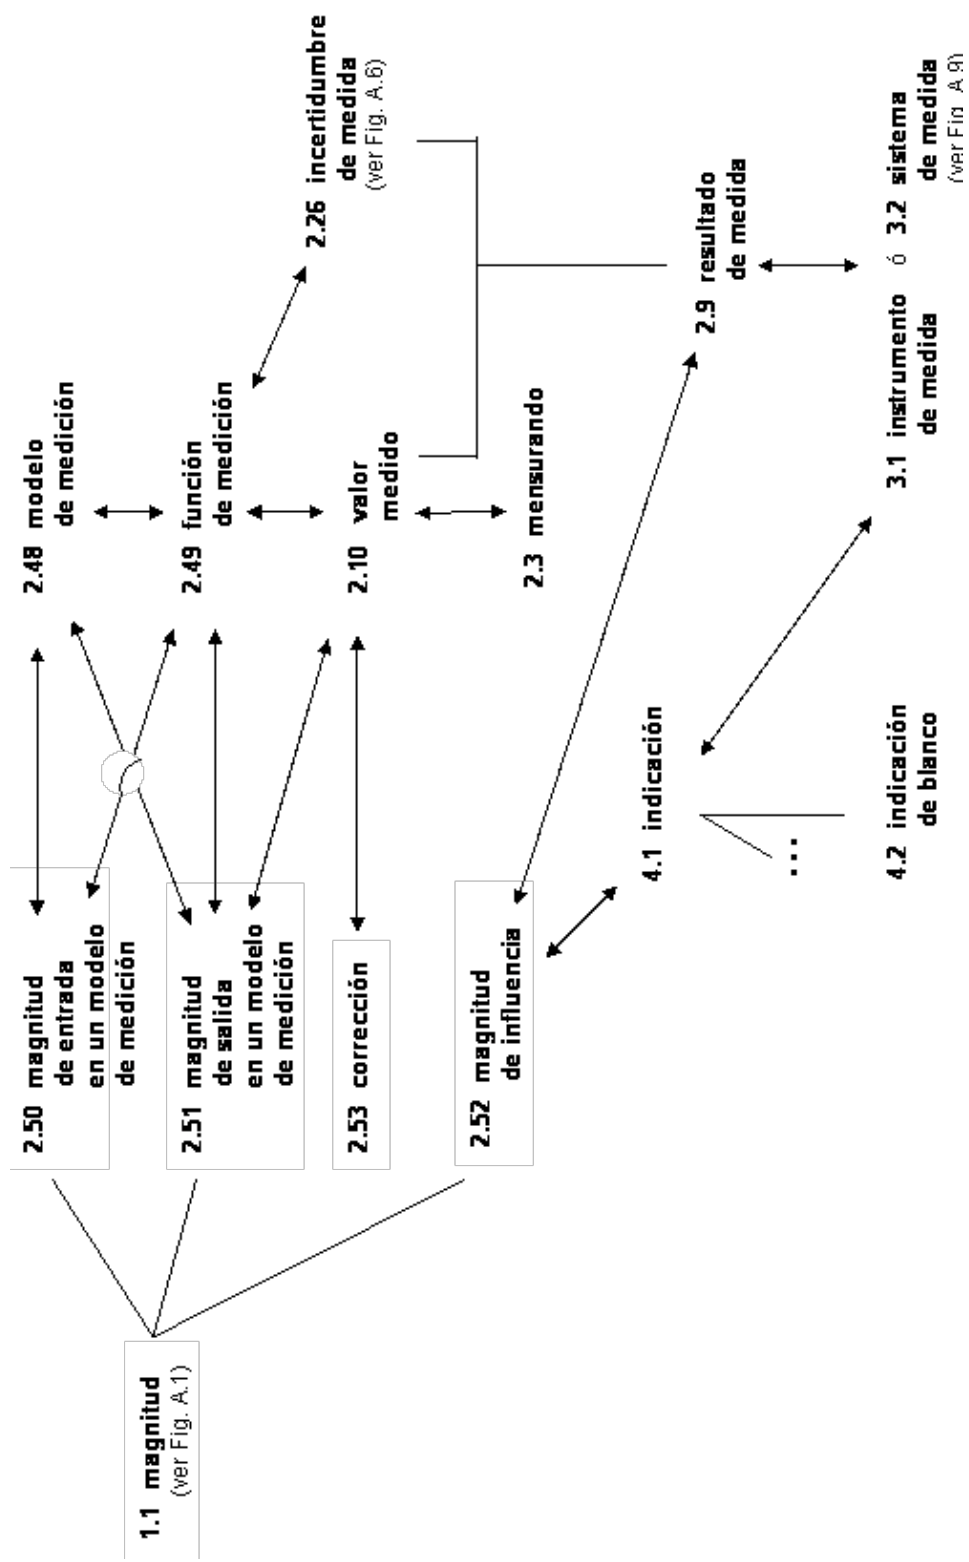 1.1 magnitud
(ver Fig. A.1)
2.50 magnitud
de entrada
en un modelo
de medición
2.51 magnitud
de salida
en un modelo
de medición
2.53 corrección
2.52 magnitud
de influencia
2.48 modelo
de medición
2.49 función
de medición
2.10 valor
medido
2.3 mensurando
2.26 incertidumbre
de medida
(ver Fig. A.6)
2.9 resultado
de medida
4.1 indicación
...
4.2 indicación
de blanco
3.1 instrumento
de medida
ó
3.2 sistema
de medida
(ver Fig. A.9)